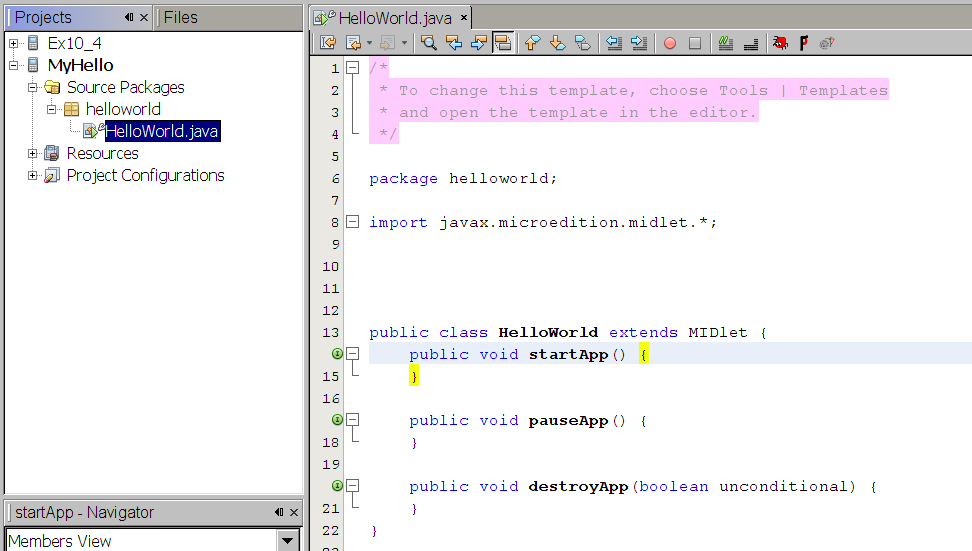 Projects
Files
Ex10_4
MyHello
Source Packages
helloworld
HelloWorld.java
Resources
Project Configurations
startApp - Navigator
Members View
HelloWorld.java
1 /*
2  * To change this template, choose Tools | Templates
3  * and open the template in the editor.
4  */
5
6 package helloworld;
7
8 import javax.microedition.midlet.*;
9
10
11
12
13 public class HelloWorld extends MIDlet {
    public void startApp() {
15     }
16
    public void pauseApp() {
18     }
19
    public void destroyApp(boolean unconditional) {
21     }
22 }